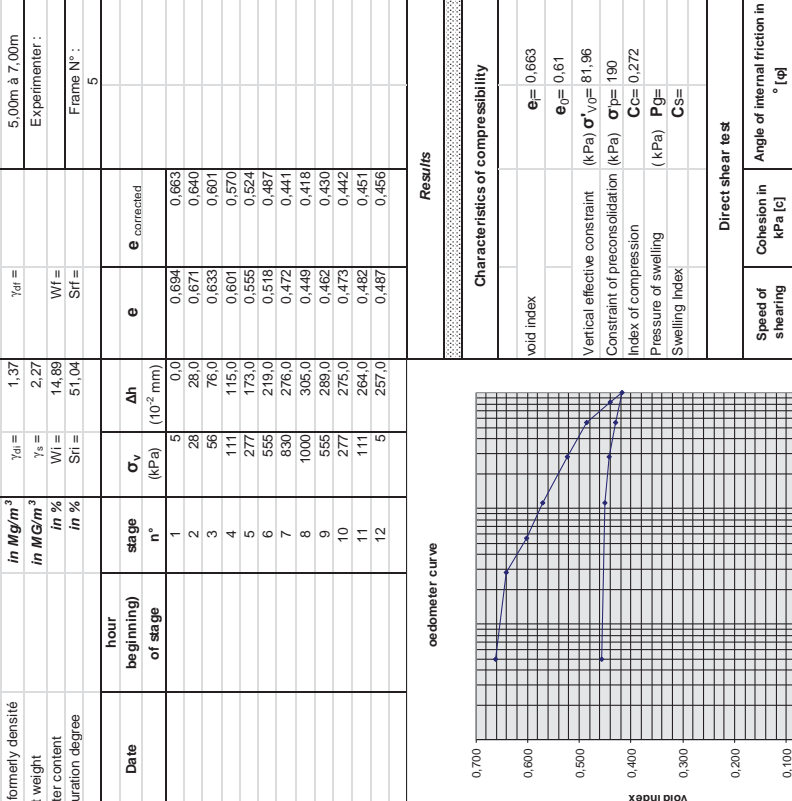 formerly densité in Mg/m³ γdi = 1,37 γdf = 5,00m à 7,00m
t weight in MG/m³ γs = 2,27 Experimenter :
ter content in % Wi = 14,89 Wf =
uration degree in % Sri = 51,04 Srf = Frame N° :
5
Date hour beginning) of stage stage n° σv (kPa) Δh (10⁻² mm) e e corrected
1 5 0,0 0,694 0,663
2 28 28,0 0,671 0,640
3 56 76,0 0,633 0,601
4 111 115,0 0,601 0,570
5 277 173,0 0,555 0,524
6 555 219,0 0,518 0,487
7 830 276,0 0,472 0,441
8 1000 305,0 0,449 0,418
9 555 289,0 0,462 0,430
10 277 275,0 0,473 0,442
11 111 264,0 0,482 0,451
12 5 257,0 0,487 0,456
oedometer curve
0,700
0,600
0,500
0,400
0,300
0,200
0,100
void index
Results
Characteristics of compressibility
void index ei= 0,663
e0= 0,61
Vertical effective constraint (kPa) σ'v0= 81,96
Constraint of preconsolidation (kPa) σ'p= 190
Index of compression Cc= 0,272
Pressure of swelling ( kPa) Pg=
Swelling Index Cs=
Direct shear test
Speed of shearing Cohesion in kPa [c] Angle of internal friction in ° [φ]